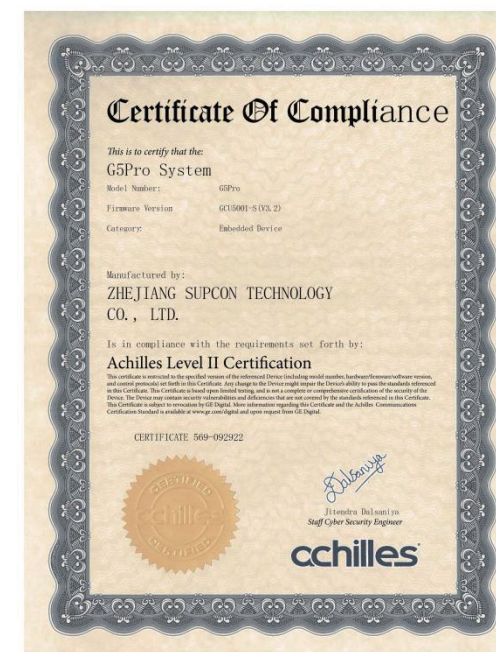 Certificate Of Compliance
This is to certify that the:
G5Pro System
Model Number: G5Pro
Firmware Version GCU5001-S(V3.2)
Category: Embedded Device
Manufactured by:
ZHEJIANG SUPCON TECHNOLOGY
CO., LTD.
Is in compliance with the requirements set forth by:
Achilles Level II Certification
This certificate is restricted to the specified version of the referenced Device (including model number, hardware/firmware/software version,
and control protocols) set forth in this Certificate. Any change to the Device might impair the Device's ability to pass the standards referenced
in this Certificate. This Certificate is based upon limited testing, and is not a complete or comprehensive certification of the security of the
Device. The Device may contain security vulnerabilities and deficiencies that are not covered by the standards referenced in this Certificate.
This Certificate is subject to revocation by GE Digital. More information regarding this Certificate and the Achilles Communications
Certification Standard is available at www.ge.com/digital and upon request from GE Digital.
CERTIFICATE 569-092922
CERTIFIED
achilles
CERTIFIED
Dalsaniya
Jitendra Dalsaniya
Staff Cyber Security Engineer
achilles